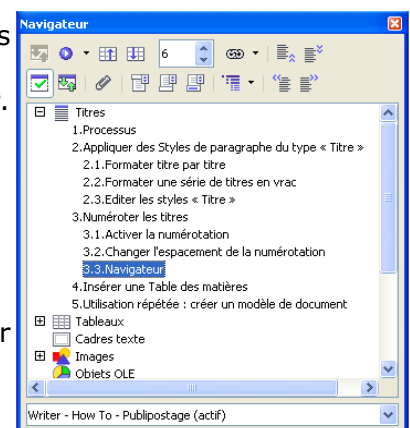 Navigateur
s
6
.
Titres
1.Processus
2.Appliquer des Styles de paragraphe du type « Titre »
2.1.Formater titre par titre
2.2.Formater une série de titres en vrac
2.3.Editer les styles « Titre »
3.Numéroter les titres
3.1.Activer la numérotation
3.2.Changer l'espacement de la numérotation
3.3.Navigateur
4.Insérer une Table des matières
5.Utilisation répétée : créer un modèle de document
Tableaux
r
Cadres texte
Images
Objets OLE
Writer - How To - Publipostage (actif)